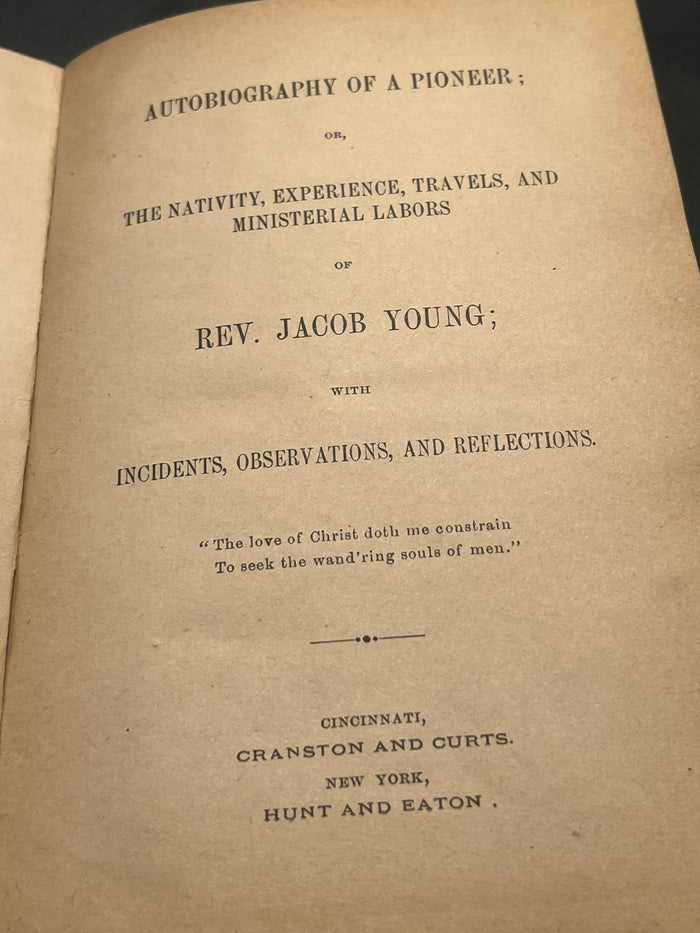 AUTOBIOGRAPHY OF A PIONEER;
OR,
THE NATIVITY, EXPERIENCE, TRAVELS, AND
MINISTERIAL LABORS
OF
REV. JACOB YOUNG;
WITH
INCIDENTS, OBSERVATIONS, AND REFLECTIONS.
"The love of Christ doth me constrain
To seek the wand'ring souls of men."
CINCINNATI,
CRANSTON AND CURTS.
NEW YORK,
HUNT AND EATON .